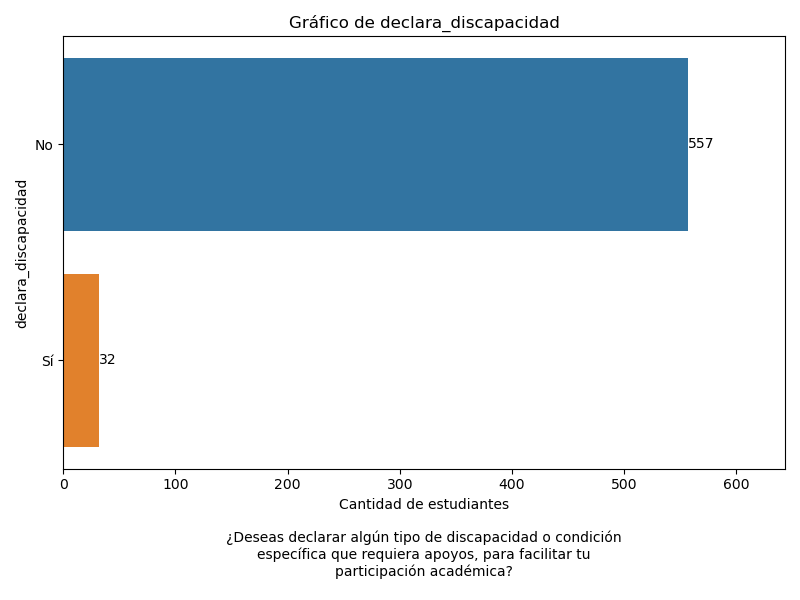 Gráfico de declara_discapacidad
declara_discapacidad
No
557
Sí
32
0 100 200 300 400 500 600
Cantidad de estudiantes
¿Deseas declarar algún tipo de discapacidad o condición
específica que requiera apoyos, para facilitar tu
participación académica?